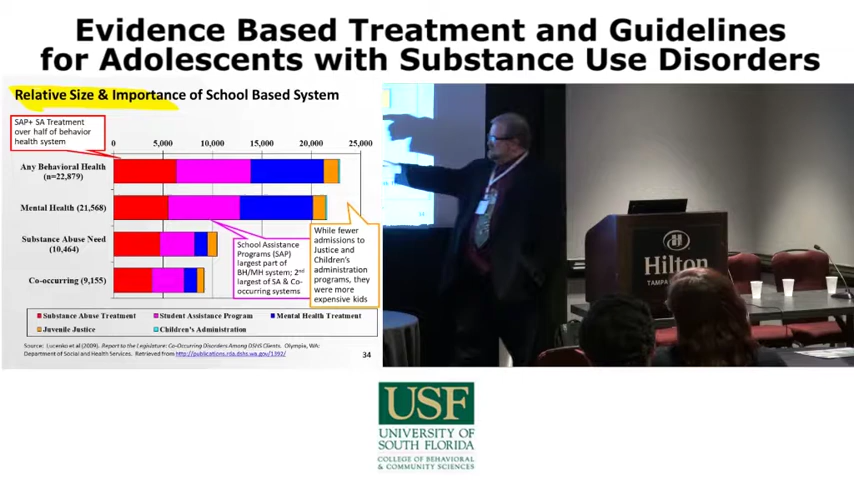 Evidence Based Treatment and Guidelines
for Adolescents with Substance Use Disorders
Relative Size & Importance of School Based System
SAP+ SA Treatment
over half of behavior
health system
0 5,000 10,000 15,000 20,000 25,000
Any Behavioral Health
(n=22,879)
Mental Health (21,568)
Substance Abuse Need
(10,464)
Co-occurring (9,155)
School Assistance
Programs (SAP)
largest part of
BH/MH system; 2nd
largest of SA & Co-
occurring systems
While fewer
admissions to
Justice and
Children's
administration
programs, they
were more
expensive kids
Substance Abuse Treatment
Student Assistance Program
Mental Health Treatment
Juvenile Justice
Children's Administration
Source: Lucenko et al (2009). Report to the Legislature: Co-Occurring Disorders Among DSHS Clients. Olympia, WA:
Department of Social and Health Services. Retrieved from http://publications.rda.dshs.wa.gov/1392/
34
Hilton
TAMPA
USF
UNIVERSITY OF
SOUTH FLORIDA
COLLEGE OF BEHAVIORAL
& COMMUNITY SCIENCES